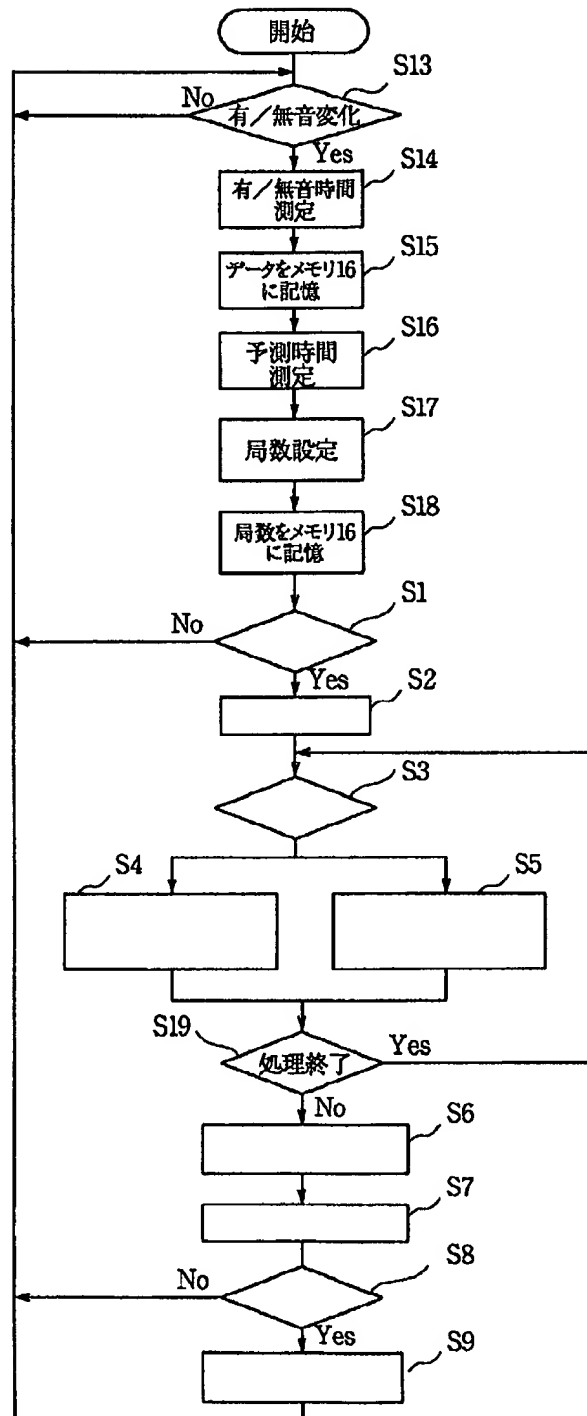 開始
S13
No
有／無音変化
Yes
S14
有／無音時間
測定
S15
データをメモリ16
に記憶
S16
予測時間
測定
S17
局数設定
S18
局数をメモリ16
に記憶
S1
No
Yes
S2
S3
S4
S5
S19
処理終了
Yes
No
S6
S7
S8
No
Yes
S9